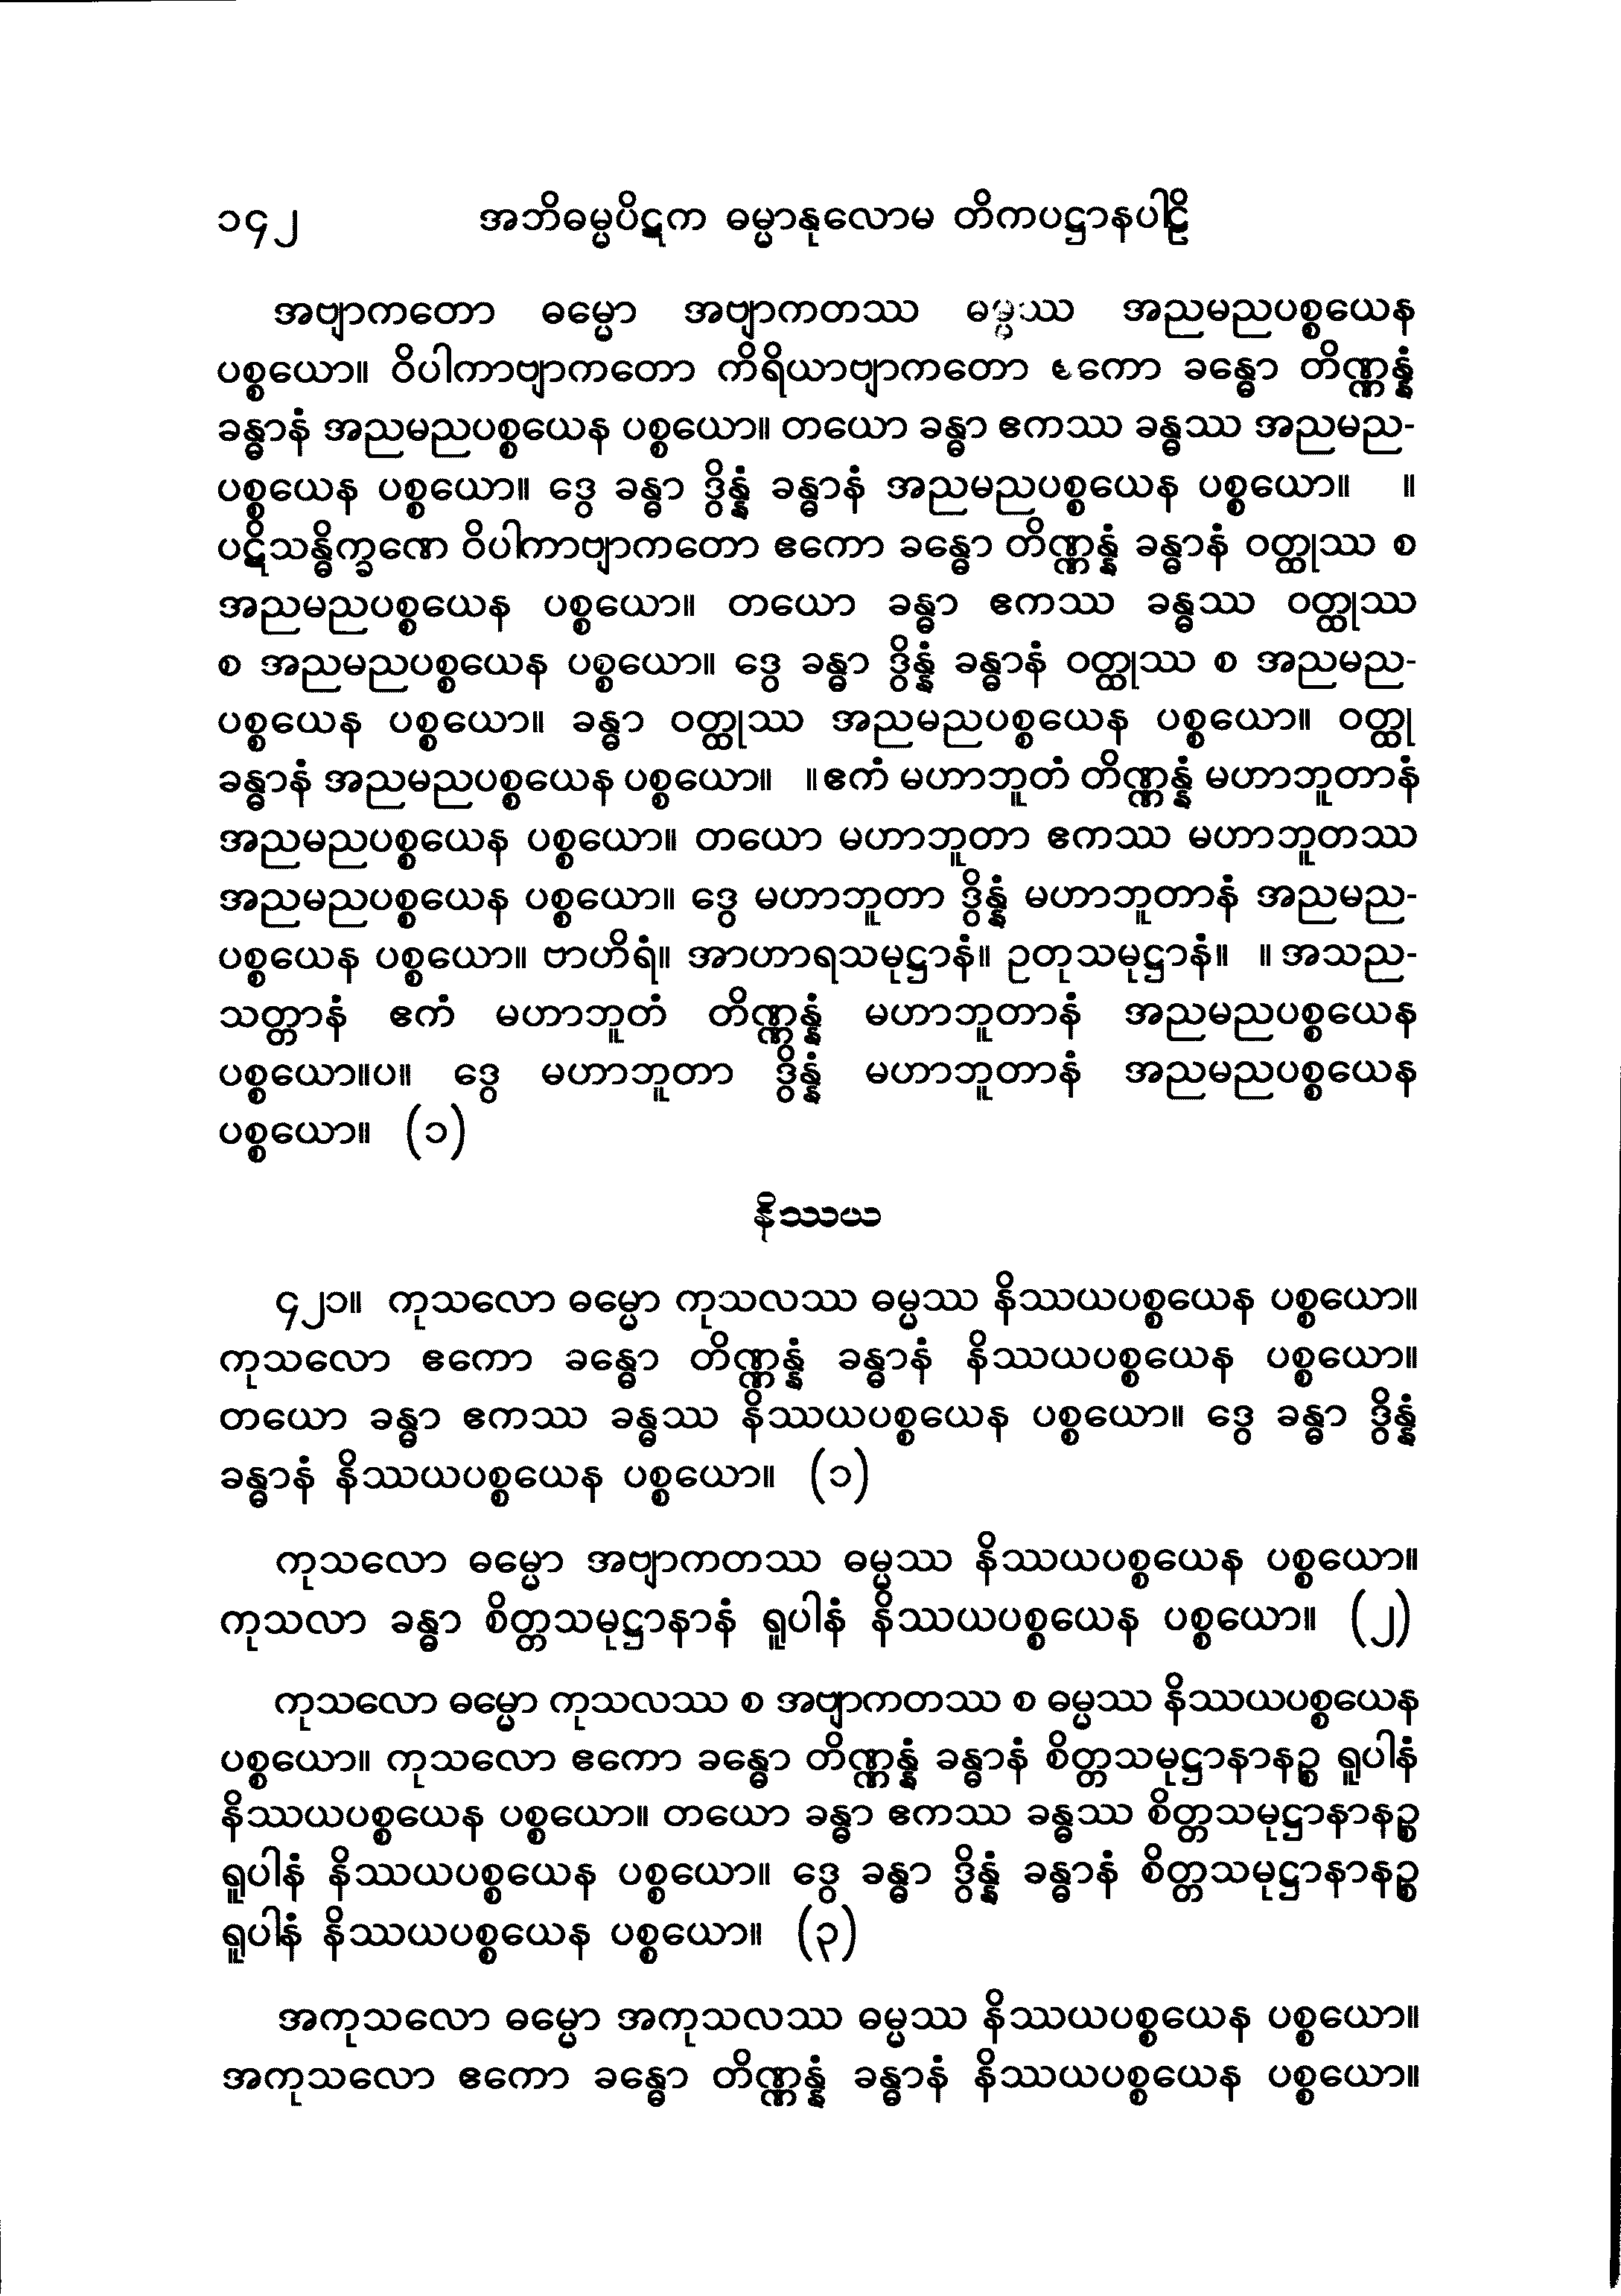 ၁၄၂ အဘိဓမ္မပိဋက ဓမ္မာနုလောမ တိကပဋ္ဌာနပါဠိ
အဗျာကတော ဓမ္မော အဗျာကတဿ ဓမ္မဿ အညမညပစ္စယေန
ပစ္စယော။ ဝိပါကာဗျာကတော ကိရိယာဗျာကတော ဧကော ခန္ဓော တိဏ္ဏန္နံ
ခန္ဓာနံ အညမညပစ္စယေန ပစ္စယော။ တယော ခန္ဓာ ဧကဿ ခန္ဓဿ အညမည-
ပစ္စယေန ပစ္စယော။ ဒွေ ခန္ဓာ ဒွိန္နံ ခန္ဓာနံ အညမညပစ္စယေန ပစ္စယော။ ။
ပဋိသန္ဓိက္ခဏေ ဝိပါကာဗျာကတော ဧကော ခန္ဓော တိဏ္ဏန္နံ ခန္ဓာနံ ဝတ္ထုဿ စ
အညမညပစ္စယေန ပစ္စယော။ တယော ခန္ဓာ ဧကဿ ခန္ဓဿ ဝတ္ထုဿ
စ အညမညပစ္စယေန ပစ္စယော။ ဒွေ ခန္ဓာ ဒွိန္နံ ခန္ဓာနံ ဝတ္ထုဿ စ အညမည-
ပစ္စယေန ပစ္စယော။ ခန္ဓာ ဝတ္ထုဿ အညမညပစ္စယေန ပစ္စယော။ ဝတ္ထု
ခန္ဓာနံ အညမညပစ္စယေန ပစ္စယော။ ။ဧကံ မဟာဘူတံ တိဏ္ဏန္နံ မဟာဘူတာနံ
အညမညပစ္စယေန ပစ္စယော။ တယော မဟာဘူတာ ဧကဿ မဟာဘူတဿ
အညမညပစ္စယေန ပစ္စယော။ ဒွေ မဟာဘူတာ ဒွိန္နံ မဟာဘူတာနံ အညမည-
ပစ္စယေန ပစ္စယော။ ဗာဟိရံ။ အာဟာရသမုဋ္ဌာနံ။ ဥတုသမုဋ္ဌာနံ။ ။အသည-
သတ္တာနံ ဧကံ မဟာဘူတံ တိဏ္ဏန္နံ မဟာဘူတာနံ အညမညပစ္စယေန
ပစ္စယော။ပ။ ဒွေ မဟာဘူတာ ဒွိန္နံ မဟာဘူတာနံ အညမညပစ္စယေန
ပစ္စယော။ (၁)
နိဿယ
၄၂၁။ ကုသလော ဓမ္မော ကုသလဿ ဓမ္မဿ နိဿယပစ္စယေန ပစ္စယော။
ကုသလော ဧကော ခန္ဓော တိဏ္ဏန္နံ ခန္ဓာနံ နိဿယပစ္စယေန ပစ္စယော။
တယော ခန္ဓာ ဧကဿ ခန္ဓဿ နိဿယပစ္စယေန ပစ္စယော။ ဒွေ ခန္ဓာ ဒွိန္နံ
ခန္ဓာနံ နိဿယပစ္စယေန ပစ္စယော။ (၁)
ကုသလော ဓမ္မော အဗျာကတဿ ဓမ္မဿ နိဿယပစ္စယေန ပစ္စယော။
ကုသလာ ခန္ဓာ စိတ္တသမုဋ္ဌာနာနံ ရူပါနံ နိဿယပစ္စယေန ပစ္စယော။ (၂)
ကုသလော ဓမ္မော ကုသလဿ စ အဗျာကတဿ စ ဓမ္မဿ နိဿယပစ္စယေန
ပစ္စယော။ ကုသလော ဧကော ခန္ဓော တိဏ္ဏန္နံ ခန္ဓာနံ စိတ္တသမုဋ္ဌာနာနဉ္စ ရူပါနံ
နိဿယပစ္စယေန ပစ္စယော။ တယော ခန္ဓာ ဧကဿ ခန္ဓဿ စိတ္တသမုဋ္ဌာနာနဉ္စ
ရူပါနံ နိဿယပစ္စယေန ပစ္စယော။ ဒွေ ခန္ဓာ ဒွိန္နံ ခန္ဓာနံ စိတ္တသမုဋ္ဌာနာနဉ္စ
ရူပါနံ နိဿယပစ္စယေန ပစ္စယော။ (၃)
အကုသလော ဓမ္မော အကုသလဿ ဓမ္မဿ နိဿယပစ္စယေန ပစ္စယော။
အကုသလော ဧကော ခန္ဓော တိဏ္ဏန္နံ ခန္ဓာနံ နိဿယပစ္စယေန ပစ္စယော။